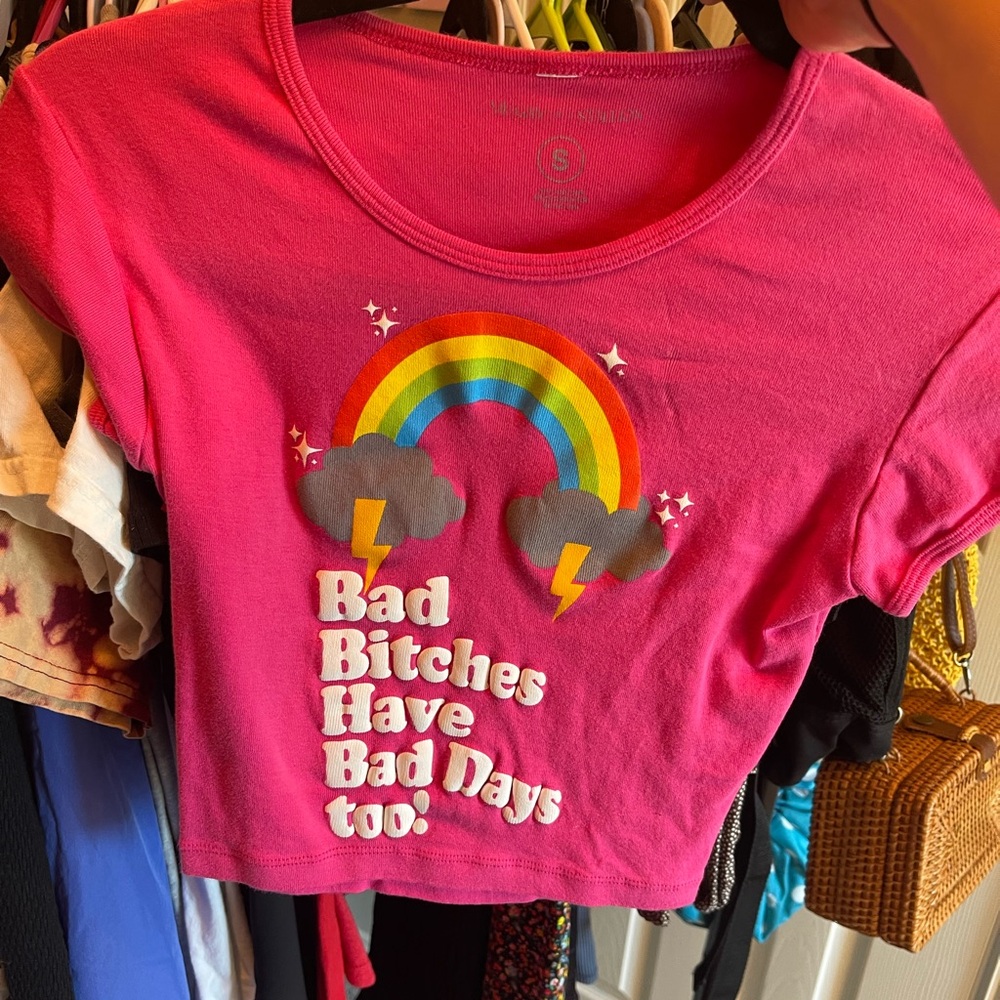 S
Bad
Bitches
Have
Bad Days
too!